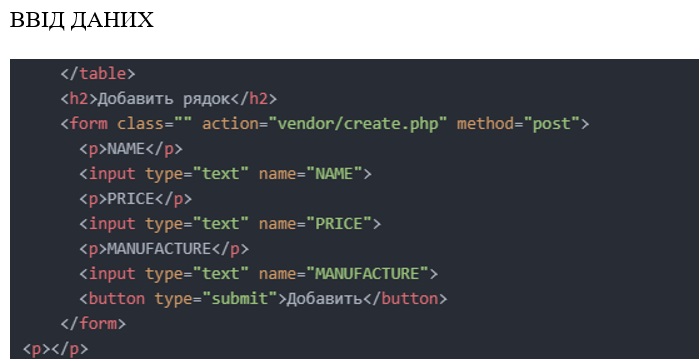 ВВІД ДАНИХ
</table>
<h2>Добавить рядок</h2>
<form class="" action="vendor/create.php" method="post">
<p>NAME</p>
<input type="text" name="NAME">
<p>PRICE</p>
<input type="text" name="PRICE">
<p>MANUFACTURE</p>
<input type="text" name="MANUFACTURE">
<button type="submit">Добавить</button>
</form>
<p></p>